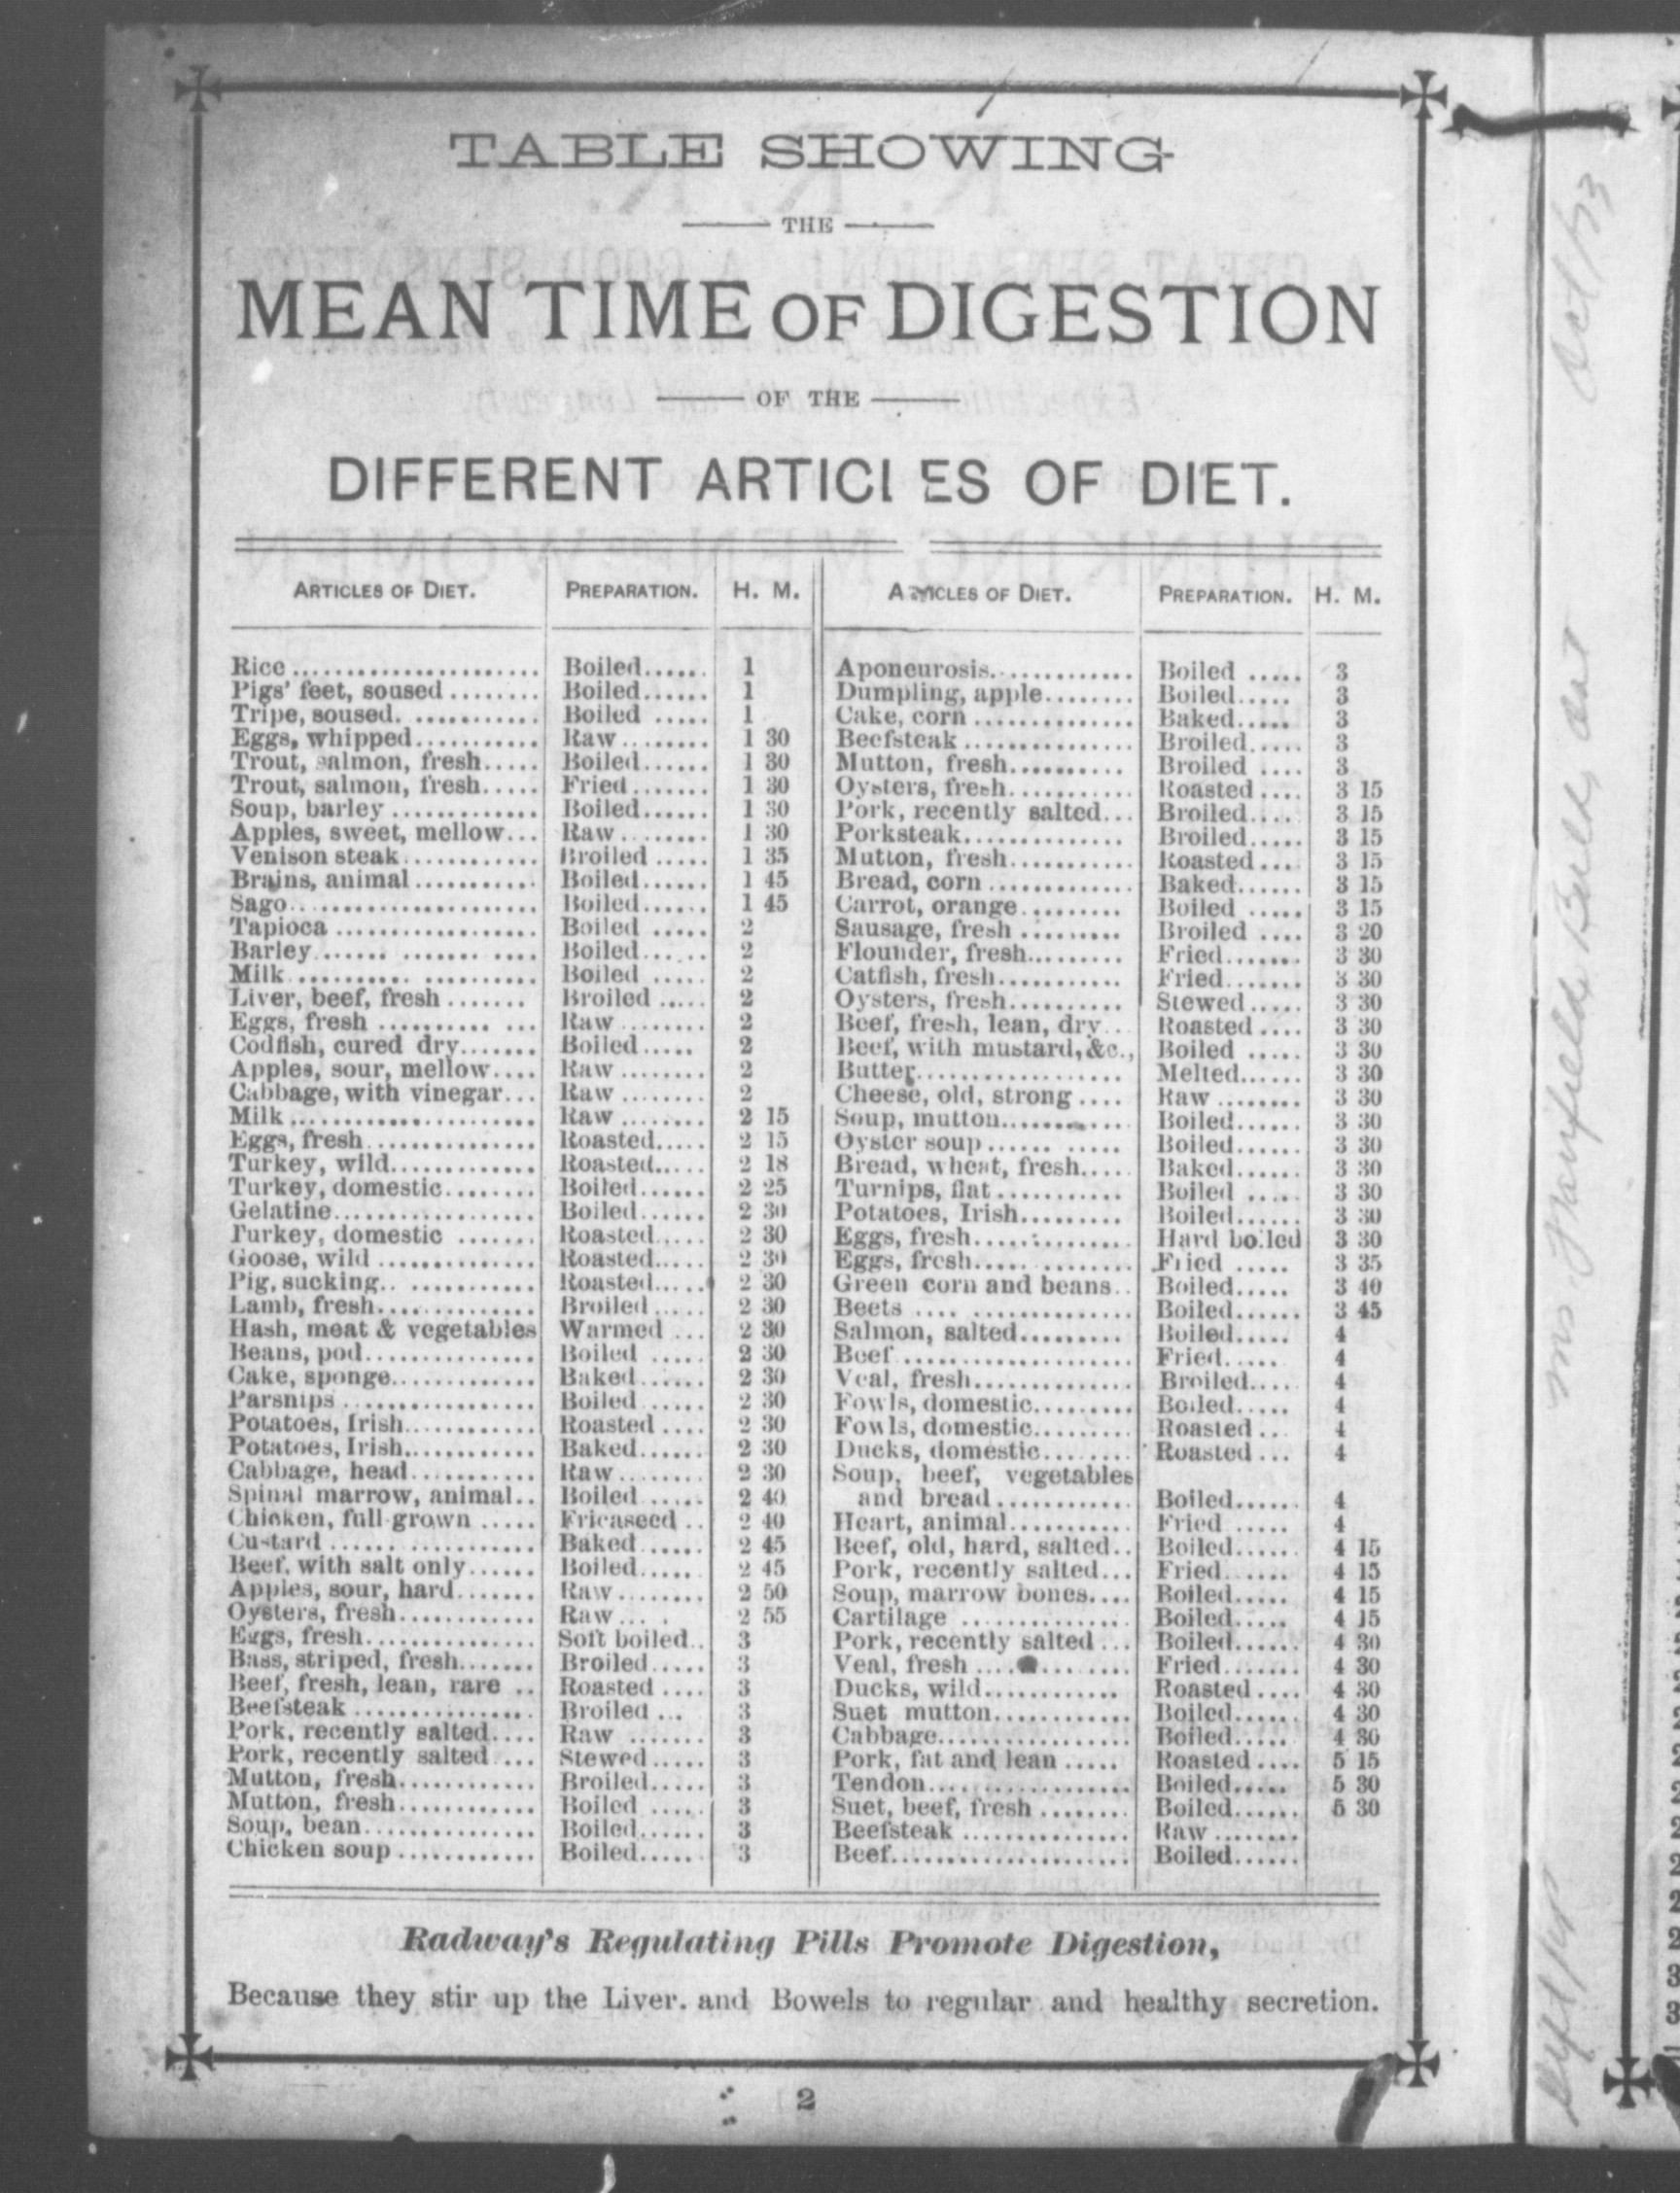 TABLE SHOWING
THE
MEAN TIME OF DIGESTION
OF THE
DIFFERENT ARTICLES OF DIET.
ARTICLES OF DIET. PREPARATION. H. M.
Rice Boiled 1
Pigs' feet, soused Boiled 1
Tripe, soused. Boiled 1
Eggs, whipped Raw 1 30
Trout, salmon, fresh Boiled 1 30
Trout, salmon, fresh Fried 1 30
Soup, barley Boiled 1 30
Apples, sweet, mellow Raw 1 30
Venison steak Broiled 1 35
Brains, animal Boiled 1 45
Sago Boiled 1 45
Tapioca Boiled 2
Barley Boiled 2
Milk Boiled 2
Liver, beef, fresh Broiled 2
Eggs, fresh Raw 2
Codfish, cured dry Boiled 2
Apples, sour, mellow Raw 2
Cabbage, with vinegar Raw 2
Milk Raw 2 15
Eggs, fresh Roasted 2 15
Turkey, wild Roasted 2 18
Turkey, domestic Boiled 2 25
Gelatine Boiled 2 30
Turkey, domestic Roasted 2 30
Goose, wild Roasted 2 30
Pig, sucking Roasted 2 30
Lamb, fresh Broiled 2 30
Hash, meat & vegetables Warmed 2 30
Beans, pod Boiled 2 30
Cake, sponge Baked 2 30
Parsnips Boiled 2 30
Potatoes, Irish Roasted 2 30
Potatoes, Irish Baked 2 30
Cabbage, head Raw 2 30
Spinal marrow, animal Boiled 2 40
Chicken, full-grown Fricaseed 2 40
Custard Baked 2 45
Beef, with salt only Boiled 2 45
Apples, sour, hard Raw 2 50
Oysters, fresh Raw 2 55
Eggs, fresh Soft boiled 3
Bass, striped, fresh Broiled 3
Beef, fresh, lean, rare Roasted 3
Beefsteak Broiled 3
Pork, recently salted Raw 3
Pork, recently salted Stewed 3
Mutton, fresh Broiled 3
Mutton, fresh Boiled 3
Soup, bean Boiled 3
Chicken soup Boiled 3
ARTICLES OF DIET. PREPARATION. H. M.
Aponeurosis Boiled 3
Dumpling, apple Boiled 3
Cake, corn Baked 3
Beefsteak Broiled 3
Mutton, fresh Broiled 3
Oysters, fresh Roasted 3 15
Pork, recently salted Broiled 3 15
Porksteak Broiled 3 15
Mutton, fresh Roasted 3 15
Bread, corn Baked 3 15
Carrot, orange Boiled 3 15
Sausage, fresh Broiled 3 20
Flounder, fresh Fried 3 30
Catfish, fresh Fried 3 30
Oysters, fresh Stewed 3 30
Beef, fresh, lean, dry Roasted 3 30
Beef, with mustard, &c., Boiled 3 30
Butter Melted 3 30
Cheese, old, strong Raw 3 30
Soup, mutton Boiled 3 30
Oyster soup Boiled 3 30
Bread, wheat, fresh Baked 3 30
Turnips, flat Boiled 3 30
Potatoes, Irish Boiled 3 30
Eggs, fresh Hard boiled 3 30
Eggs, fresh Fried 3 35
Green corn and beans Boiled 3 40
Beets Boiled 3 45
Salmon, salted Boiled 4
Beef Fried 4
Veal, fresh Broiled 4
Fowls, domestic Boiled 4
Fowls, domestic Roasted 4
Ducks, domestic Roasted 4
Soup, beef, vegetables
and bread Boiled 4
Heart, animal Fried 4
Beef, old, hard, salted Boiled 4 15
Pork, recently salted Fried 4 15
Soup, marrow bones Boiled 4 15
Cartilage Boiled 4 15
Pork, recently salted Boiled 4 30
Veal, fresh Fried 4 30
Ducks, wild Roasted 4 30
Suet mutton Boiled 4 30
Cabbage Boiled 4 30
Pork, fat and lean Roasted 5 15
Tendon Boiled 5 30
Suet, beef, fresh Boiled 5 30
Beefsteak Raw
Beef Boiled
Radway's Regulating Pills Promote Digestion,
Because they stir up the Liver. and Bowels to regular and healthy secretion.
2